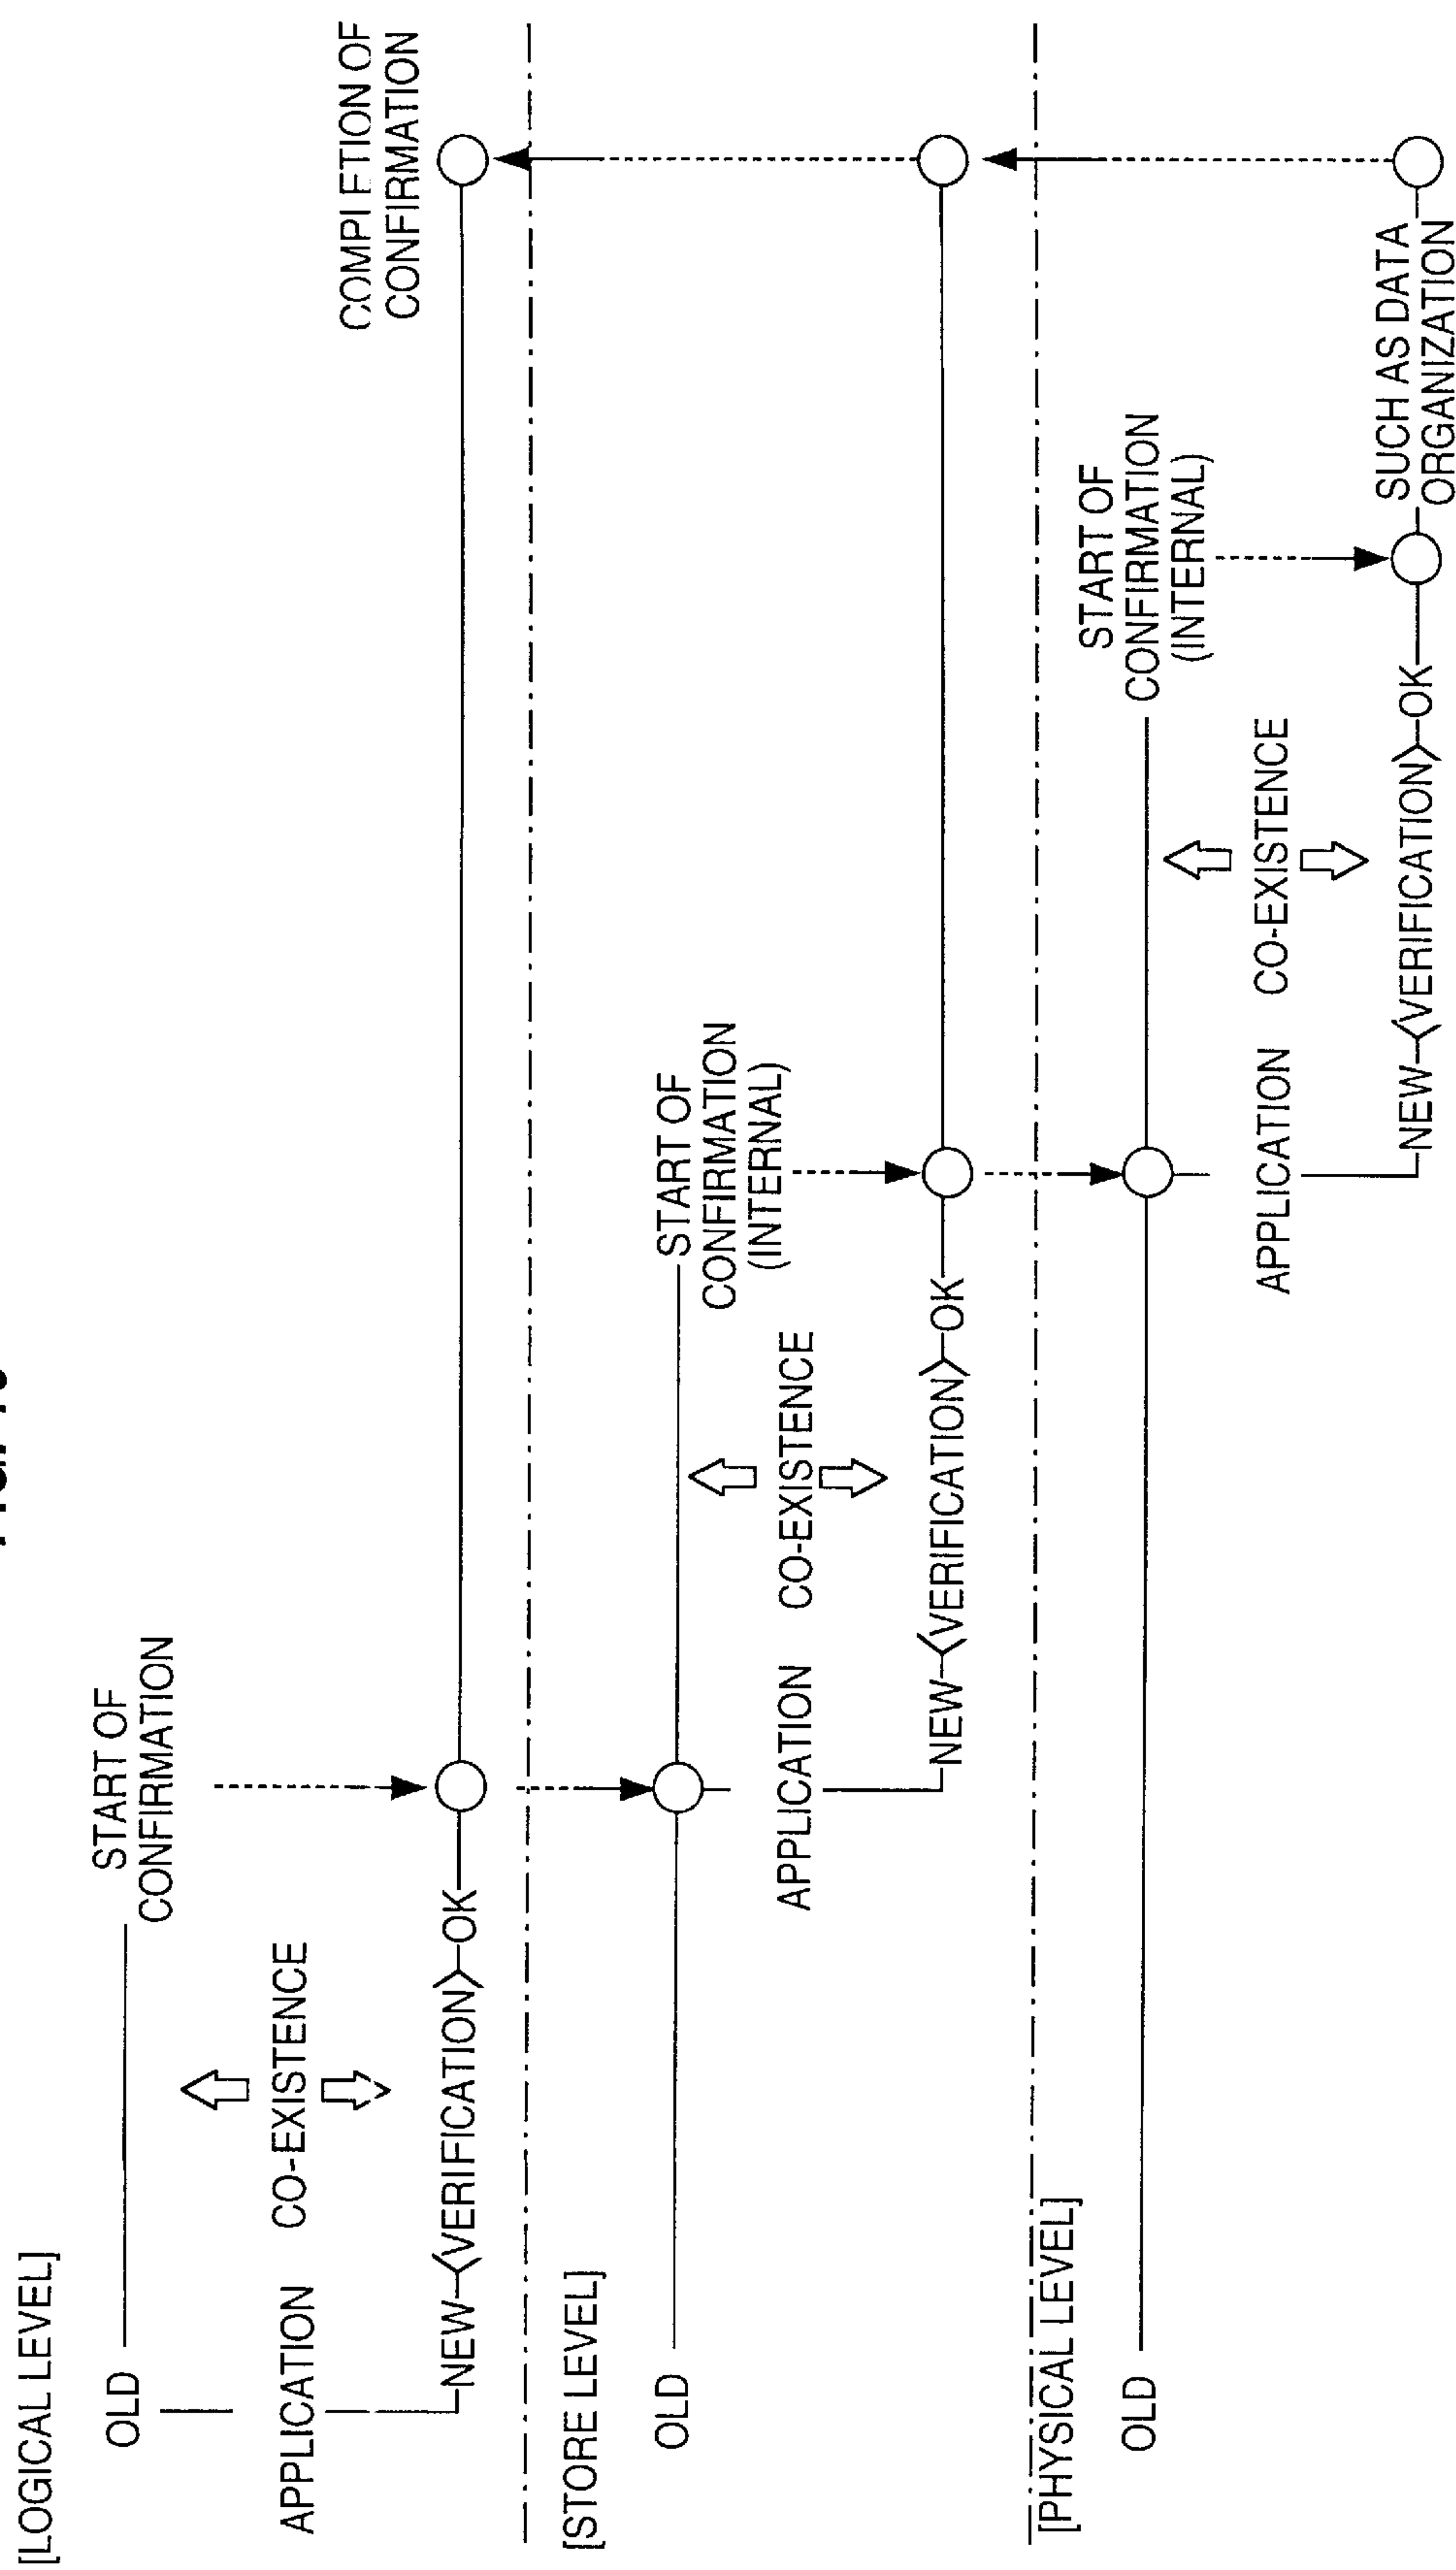 [LOGICAL LEVEL]
OLD
START OF
CONFIRMATION
APPLICATION
CO-EXISTENCE
NEW
VERIFICATION
OK
COMPLETION OF
CONFIRMATION
[STORE LEVEL]
OLD
START OF
CONFIRMATION
(INTERNAL)
APPLICATION
CO-EXISTENCE
NEW
VERIFICATION
OK
[PHYSICAL LEVEL]
OLD
START OF
CONFIRMATION
(INTERNAL)
APPLICATION
CO-EXISTENCE
NEW
VERIFICATION
OK
SUCH AS DATA
ORGANIZATION